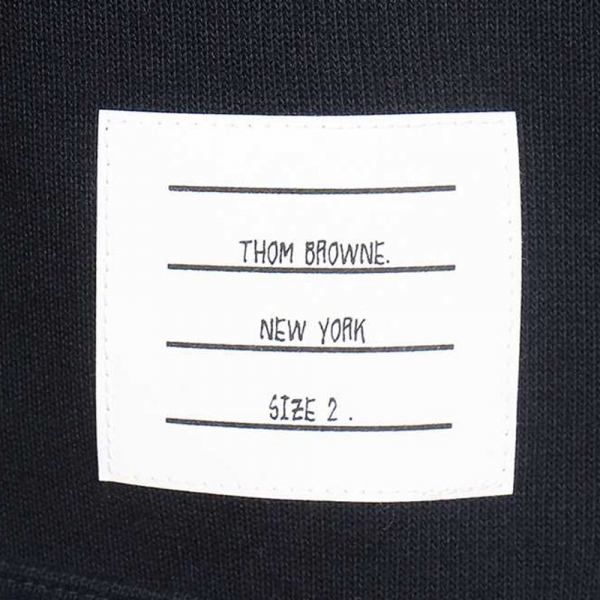 THOM BROWNE.
NEW YORK
SIZE 2 .